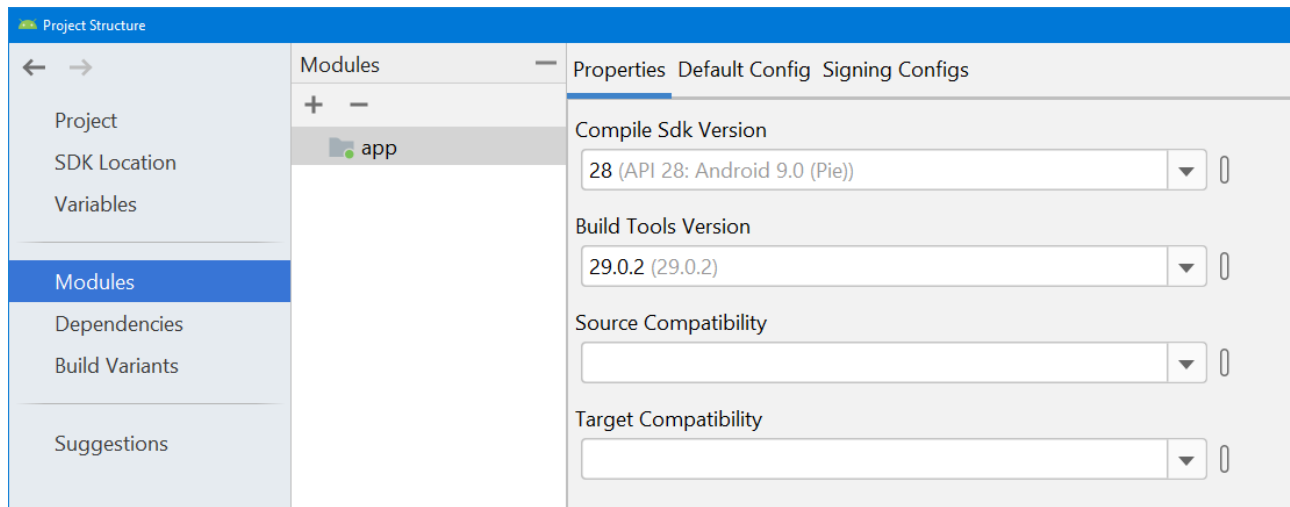 Project Structure
Project
SDK Location
Variables
Modules
Dependencies
Build Variants
Suggestions
Modules
app
Properties Default Config Signing Configs
Compile Sdk Version
28 (API 28: Android 9.0 (Pie))
Build Tools Version
29.0.2 (29.0.2)
Source Compatibility
Target Compatibility